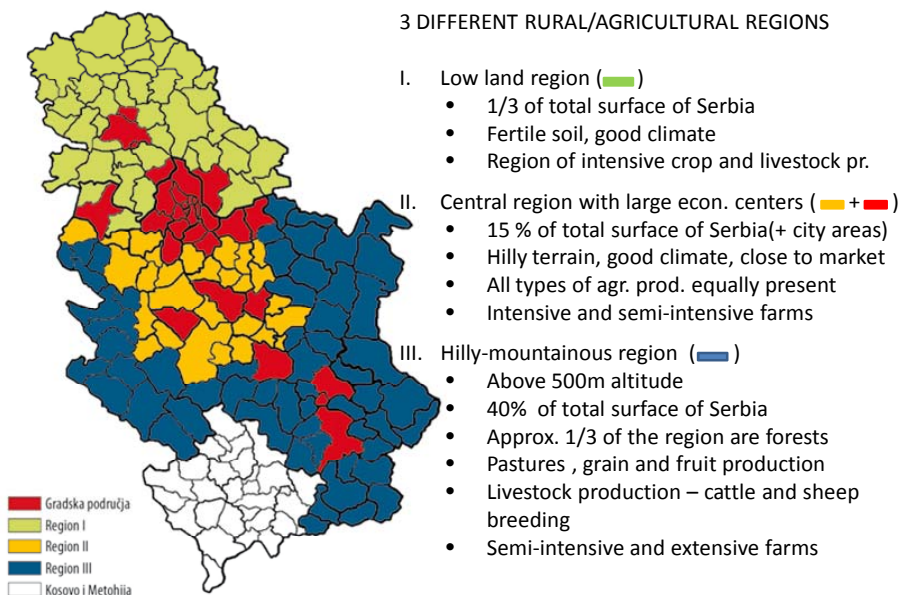 3 DIFFERENT RURAL/AGRICULTURAL REGIONS
I. Low land region ( )
• 1/3 of total surface of Serbia
• Fertile soil, good climate
• Region of intensive crop and livestock pr.
II. Central region with large econ. centers ( + )
• 15 % of total surface of Serbia(+ city areas)
• Hilly terrain, good climate, close to market
• All types of agr. prod. equally present
• Intensive and semi-intensive farms
III. Hilly-mountainous region ( )
• Above 500m altitude
• 40% of total surface of Serbia
• Approx. 1/3 of the region are forests
• Pastures , grain and fruit production
• Livestock production – cattle and sheep
breeding
• Semi-intensive and extensive farms
Gradska područja
Region I
Region II
Region III
Kosovo i Metohija